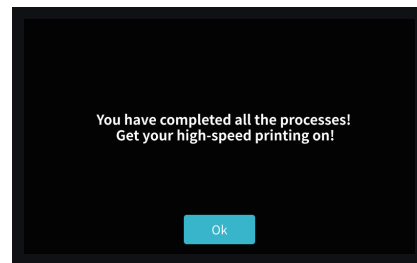 You have completed all the processes!
Get your high-speed printing on!
Ok